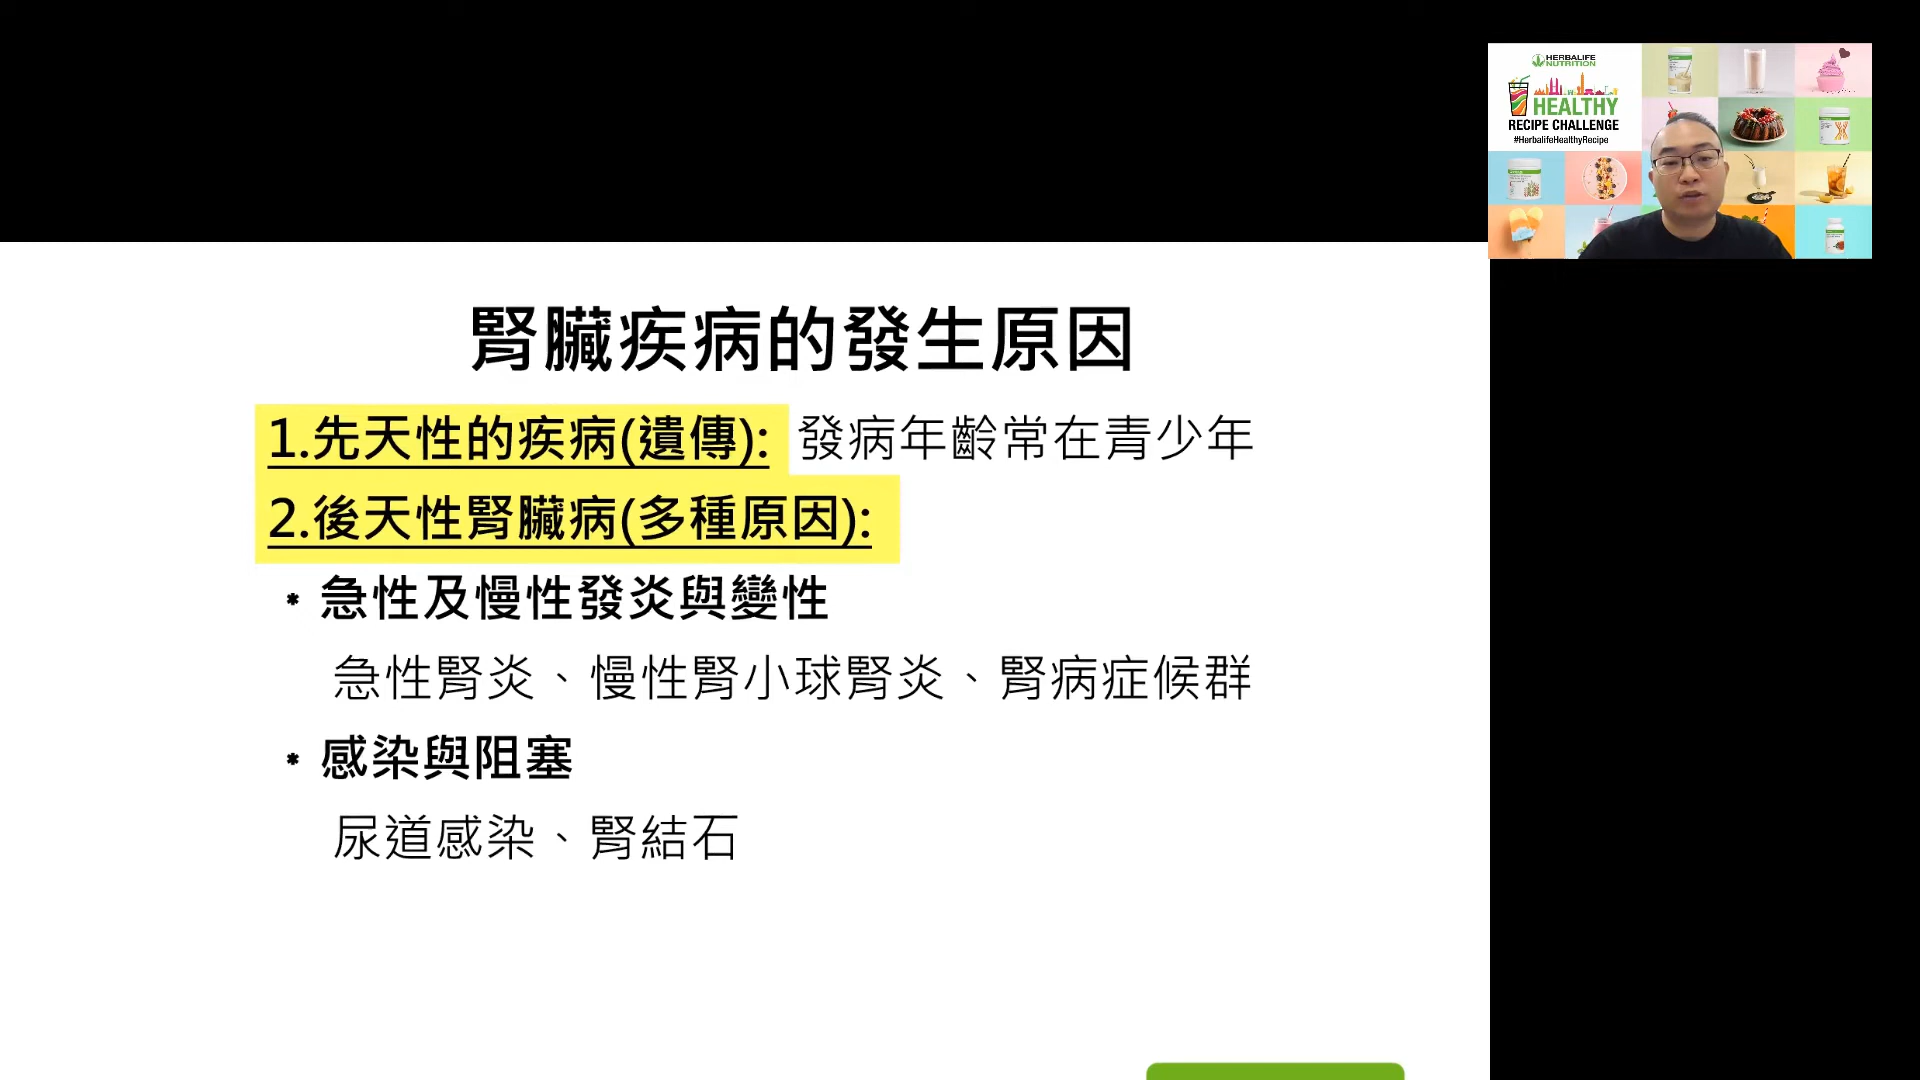 腎臟疾病的發生原因
1.先天性的疾病(遺傳): 發病年齡常在青少年
2.後天性腎臟病(多種原因):
* 急性及慢性發炎與變性
急性腎炎、慢性腎小球腎炎、腎病症候群
* 感染與阻塞
尿道感染、腎結石
HERBALIFE
NUTRITION
HEALTHY
RECIPE CHALLENGE
#HerbalifeHealthyRecipe